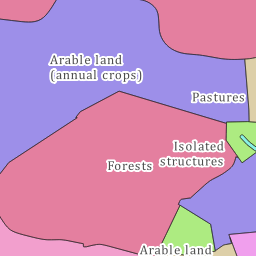 Arable land
(annual crops)
Pastures
Isolated
structures
Forests
Arable land